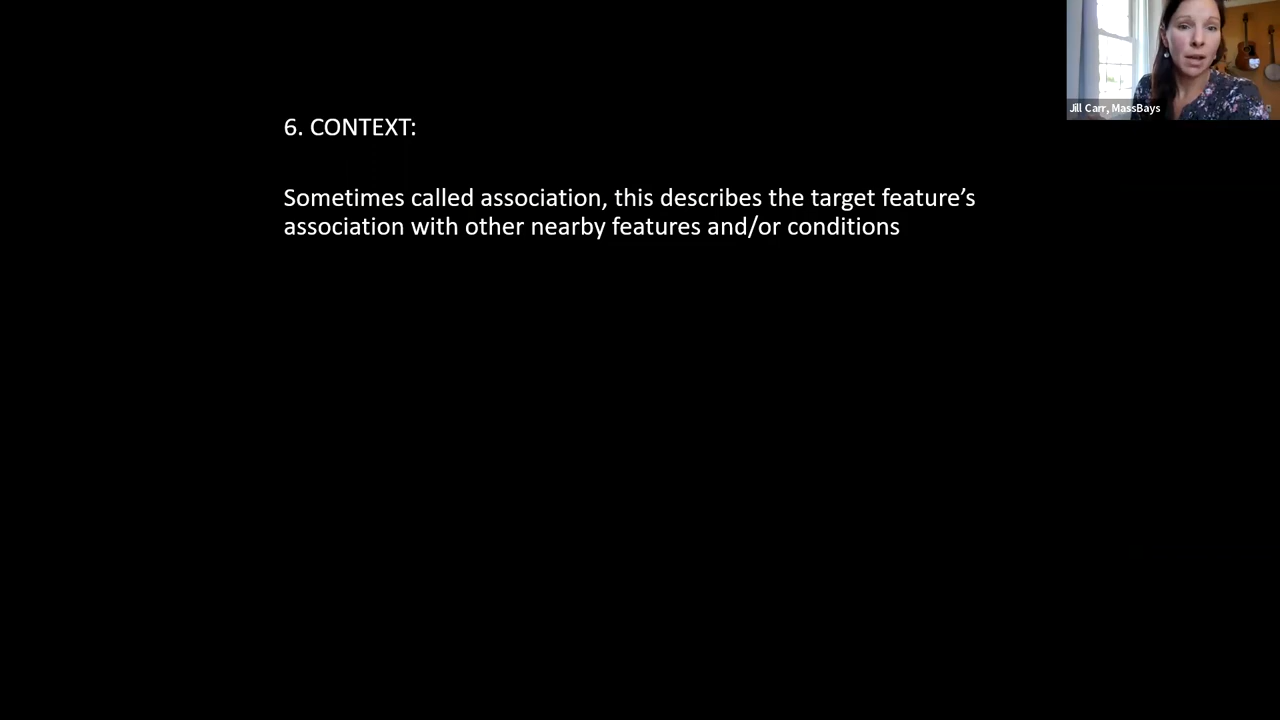 Jill Carr, MassBays
6. CONTEXT:
Sometimes called association, this describes the target feature’s
association with other nearby features and/or conditions